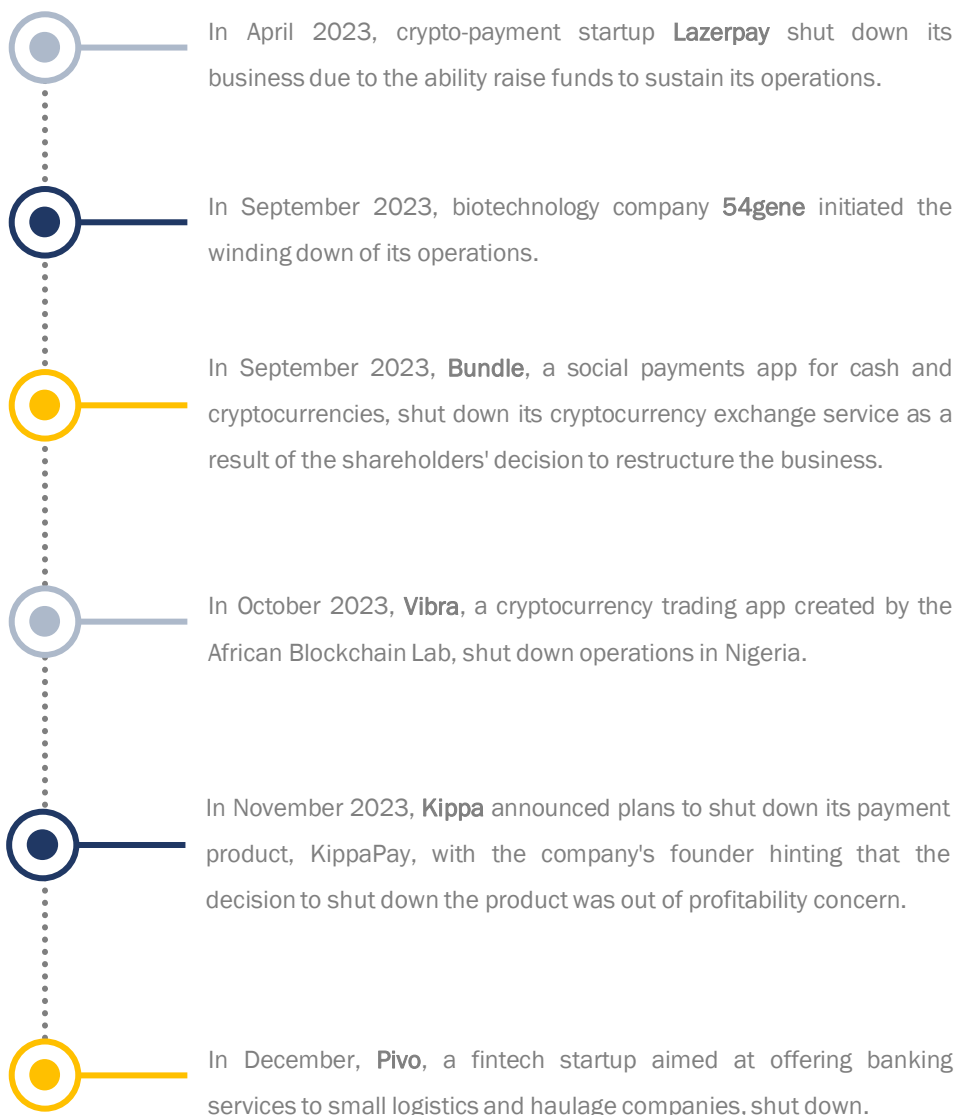 In April 2023, crypto-payment startup Lazerpay shut down its
business due to the ability raise funds to sustain its operations.
In September 2023, biotechnology company 54gene initiated the
winding down of its operations.
In September 2023, Bundle, a social payments app for cash and
cryptocurrencies, shut down its cryptocurrency exchange service as a
result of the shareholders' decision to restructure the business.
In October 2023, Vibra, a cryptocurrency trading app created by the
African Blockchain Lab, shut down operations in Nigeria.
In November 2023, Kippa announced plans to shut down its payment
product, KippaPay, with the company's founder hinting that the
decision to shut down the product was out of profitability concern.
In December, Pivo, a fintech startup aimed at offering banking
services to small logistics and haulage companies, shut down.